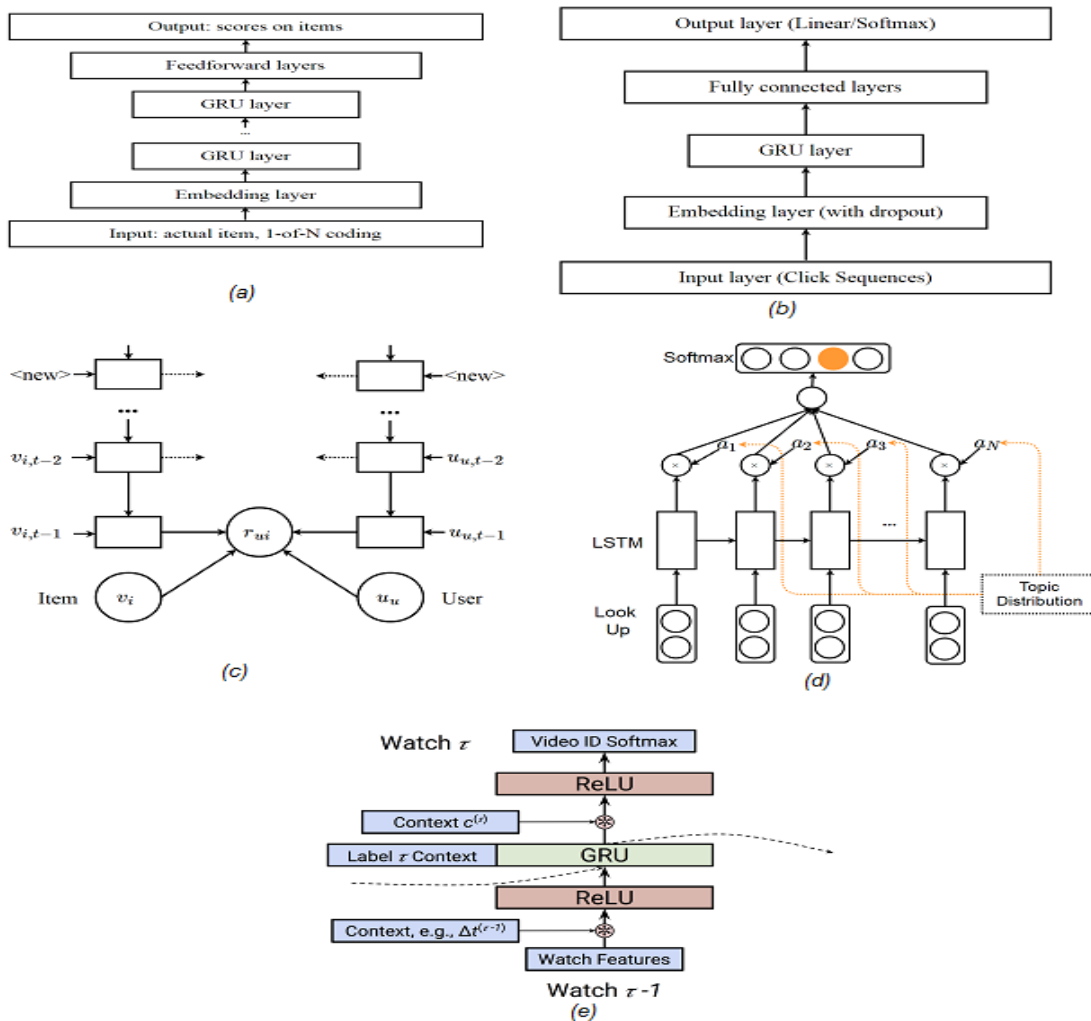 Output: scores on items
Feedforward layers
GRU layer
...
GRU layer
Embedding layer
Input: actual item, 1-of-N coding
(a)
Output layer (Linear/Softmax)
Fully connected layers
GRU layer
Embedding layer (with dropout)
Input layer (Click Sequences)
(b)
<new>
<new>
...
...
v_{i,t-2}
u_{u,t-2}
v_{i,t-1}
r_{ui}
u_{u,t-1}
Item
v_i
u_u
User
(c)
Softmax
a_1
a_2
a_3
a_N
×
×
×
×
LSTM
...
Look
Up
Topic
Distribution
(d)
Watch τ
Video ID Softmax
ReLU
Context c^{(τ)}
Label τ Context
GRU
ReLU
Context, e.g., Δt^{(τ-1)}
Watch Features
Watch τ-1
(e)